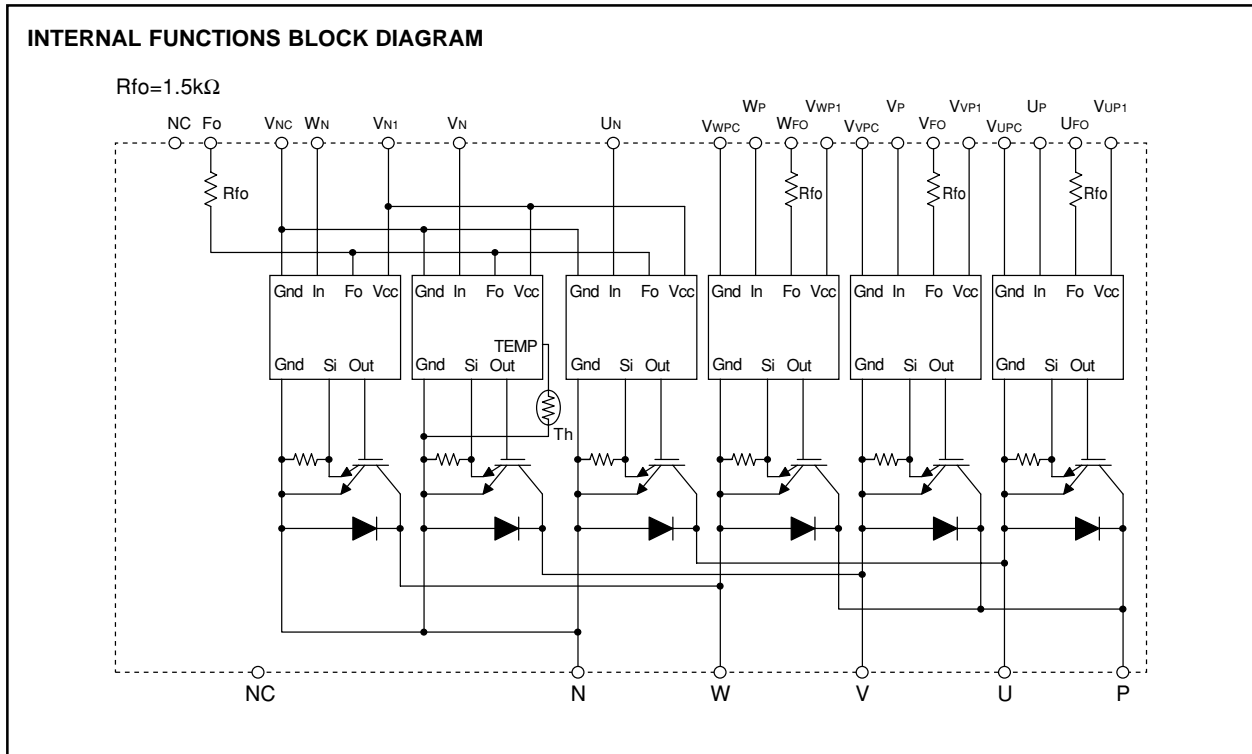 INTERNAL FUNCTIONS BLOCK DIAGRAM
Rfo=1.5kΩ
NC Fo VNC WN VN1 VN UN VWPC WP WFO VWP1 VVPC VP VFO VVP1 VUPC UP UFO VUP1
Rfo Rfo Rfo Rfo
Gnd In Fo Vcc Gnd In Fo Vcc Gnd In Fo Vcc Gnd In Fo Vcc Gnd In Fo Vcc Gnd In Fo Vcc
TEMP
Gnd Si Out Gnd Si Out Gnd Si Out Gnd Si Out Gnd Si Out Gnd Si Out
Th
NC N W V U P